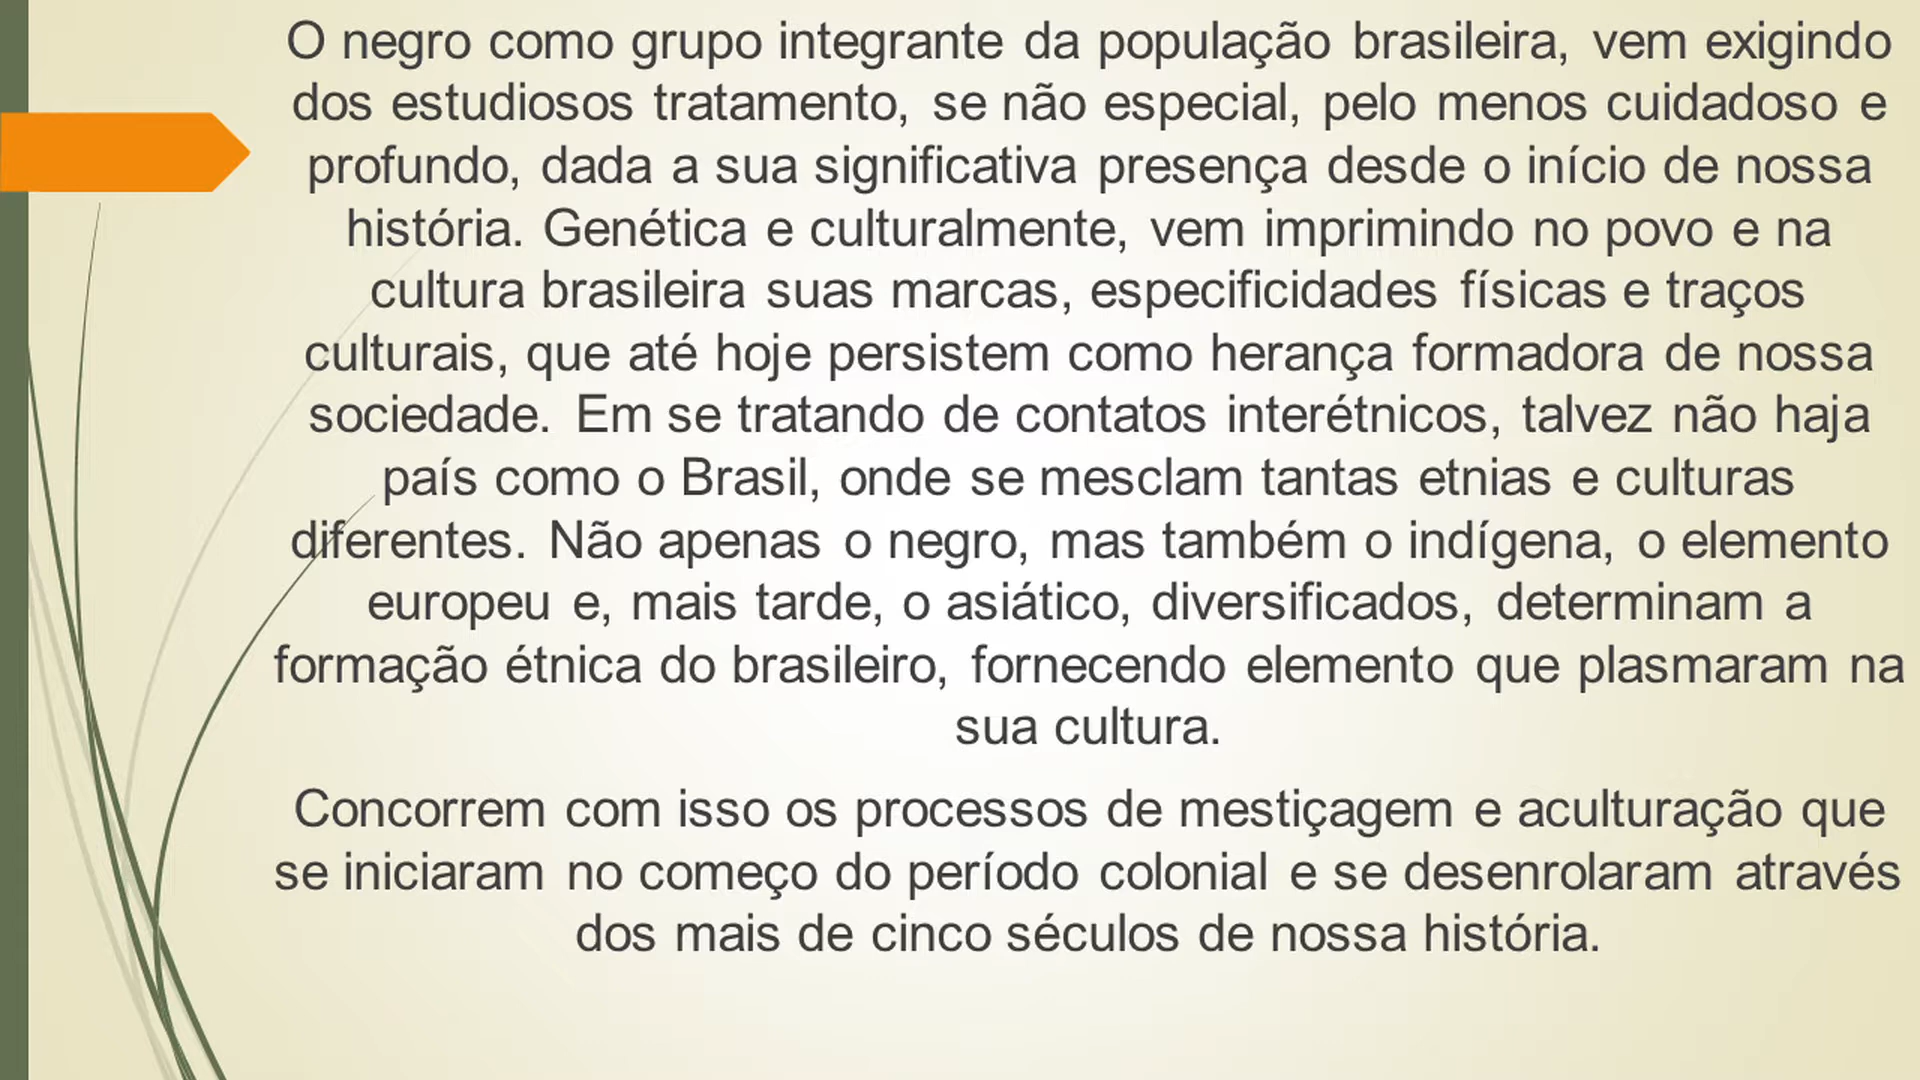 O negro como grupo integrante da população brasileira, vem exigindo
dos estudiosos tratamento, se não especial, pelo menos cuidadoso e
profundo, dada a sua significativa presença desde o início de nossa
história. Genética e culturalmente, vem imprimindo no povo e na
cultura brasileira suas marcas, especificidades físicas e traços
culturais, que até hoje persistem como herança formadora de nossa
sociedade. Em se tratando de contatos interétnicos, talvez não haja
país como o Brasil, onde se mesclam tantas etnias e culturas
diferentes. Não apenas o negro, mas também o indígena, o elemento
europeu e, mais tarde, o asiático, diversificados, determinam a
formação étnica do brasileiro, fornecendo elemento que plasmaram na
sua cultura.
Concorrem com isso os processos de mestiçagem e aculturação que
se iniciaram no começo do período colonial e se desenrolaram através
dos mais de cinco séculos de nossa história.